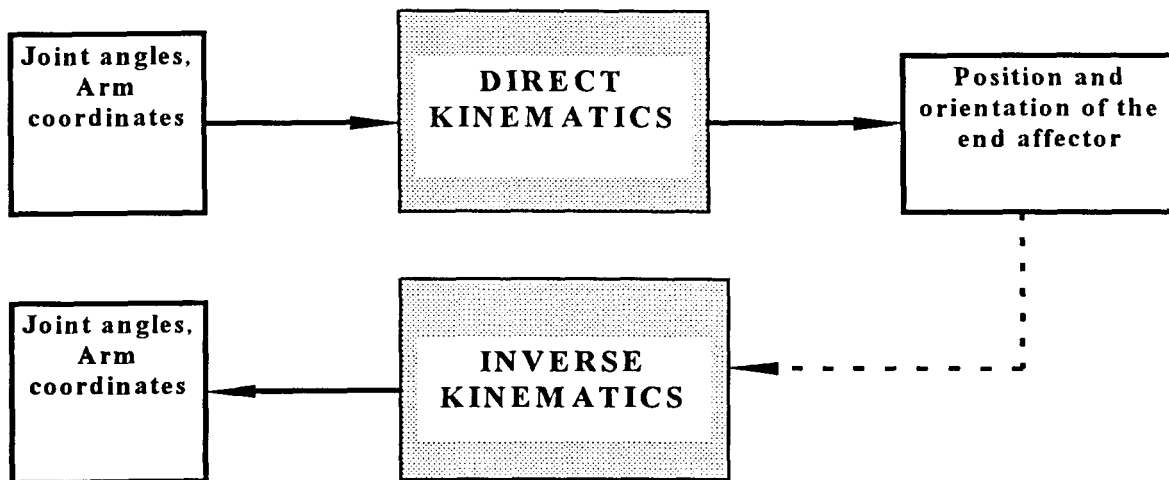 Joint angles,
Arm
coordinates
DIRECT
KINEMATICS
Position and
orientation of the
end affector
Joint angles,
Arm
coordinates
INVERSE
KINEMATICS